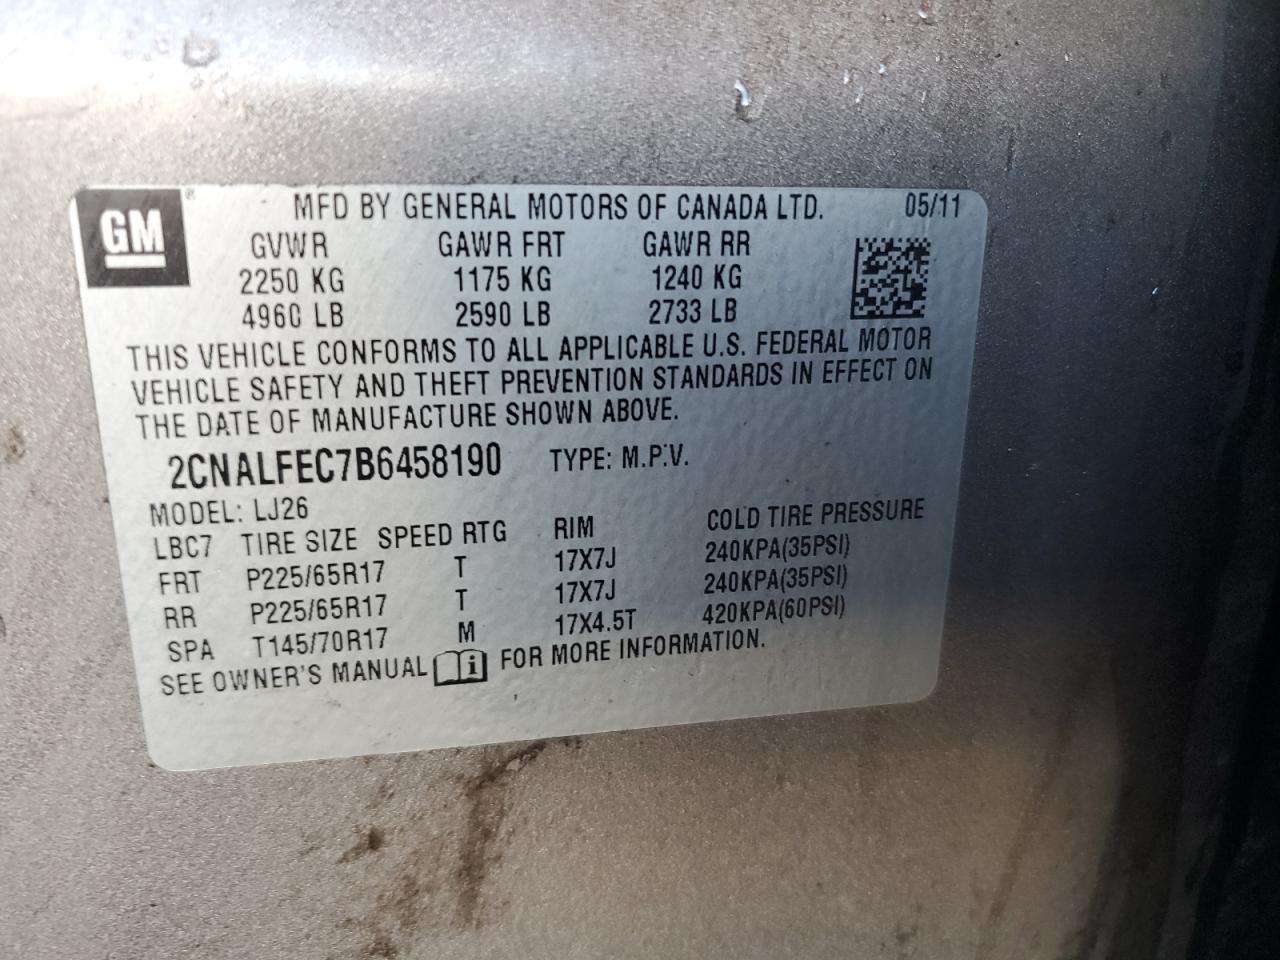 GM ® MFD BY GENERAL MOTORS OF CANADA LTD. 05/11
GVWR GAWR FRT GAWR RR
2250 KG 1175 KG 1240 KG
4960 LB 2590 LB 2733 LB
THIS VEHICLE CONFORMS TO ALL APPLICABLE U.S. FEDERAL MOTOR
VEHICLE SAFETY AND THEFT PREVENTION STANDARDS IN EFFECT ON
THE DATE OF MANUFACTURE SHOWN ABOVE.
2CNALFEC7B6458190 TYPE: M.P.V.
MODEL: LJ26
LBC7 TIRE SIZE SPEED RTG RIM COLD TIRE PRESSURE
FRT P225/65R17 T 17X7J 240KPA(35PSI)
RR P225/65R17 T 17X7J 240KPA(35PSI)
SPA T145/70R17 M 17X4.5T 420KPA(60PSI)
SEE OWNER'S MANUAL i FOR MORE INFORMATION.